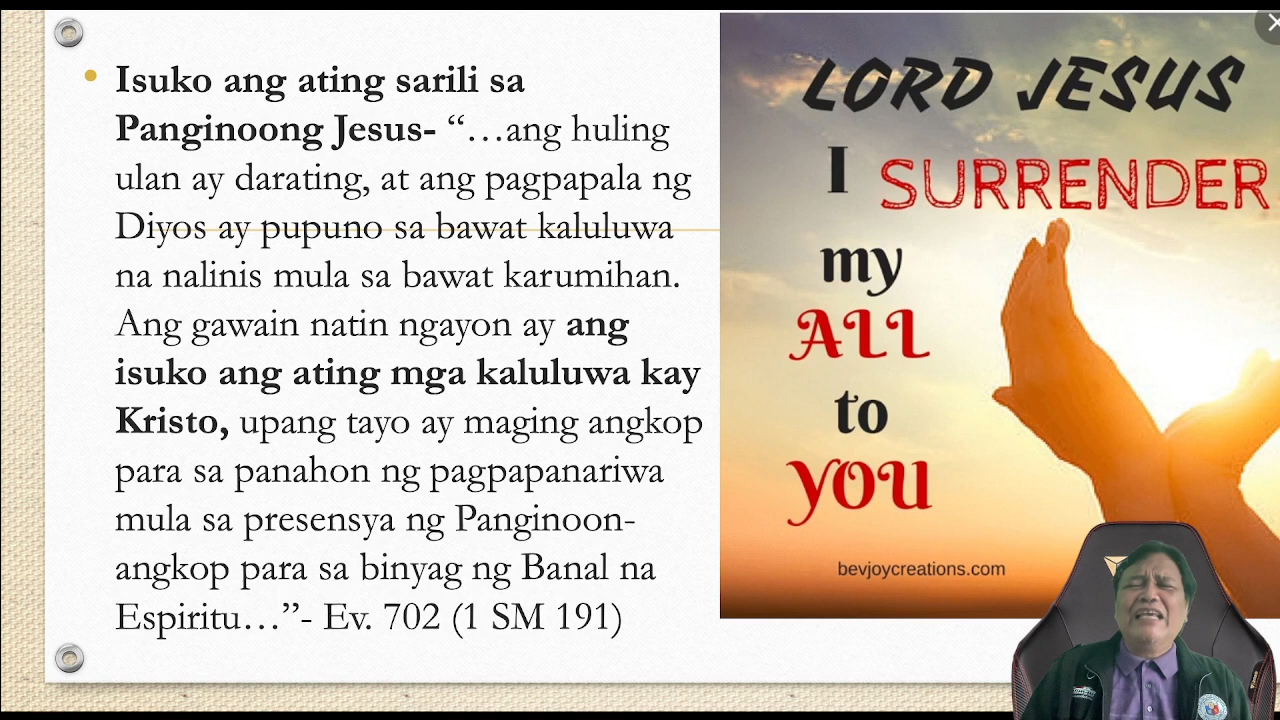 Isuko ang ating sarili sa
Panginoong Jesus- “…ang huling
ulan ay darating, at ang pagpapala ng
Diyos ay pupuno sa bawat kaluluwa
na nalinis mula sa bawat karumihan.
Ang gawain natin ngayon ay ang
isuko ang ating mga kaluluwa kay
Kristo, upang tayo ay maging angkop
para sa panahon ng pagpapanariwa
mula sa presensya ng Panginoon-
angkop para sa binyag ng Banal na
Espiritu…”- Ev. 702 (1 SM 191)
LORD JESUS
I SURRENDER
my
ALL
to
YOU
bevjoycreations.com